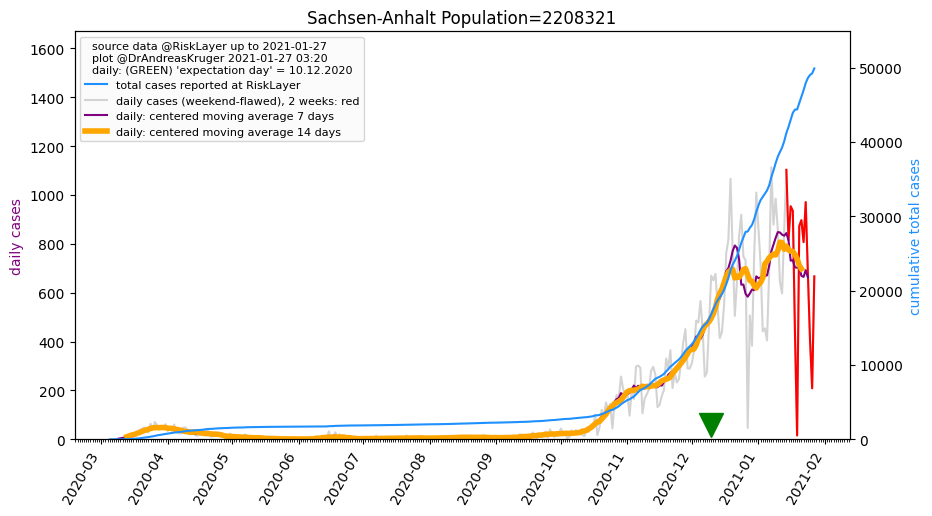 Sachsen-Anhalt Population=2208321
source data @RiskLayer up to 2021-01-27
plot @DrAndreasKruger 2021-01-27 03:20
daily: (GREEN) 'expectation day' = 10.12.2020
total cases reported at RiskLayer
daily cases (weekend-flawed), 2 weeks: red
daily: centered moving average 7 days
daily: centered moving average 14 days
daily cases
1600
1400
1200
1000
800
600
400
200
0
cumulative total cases
50000
40000
30000
20000
10000
0
2020-03
2020-04
2020-05
2020-06
2020-07
2020-08
2020-09
2020-10
2020-11
2020-12
2021-01
2021-02